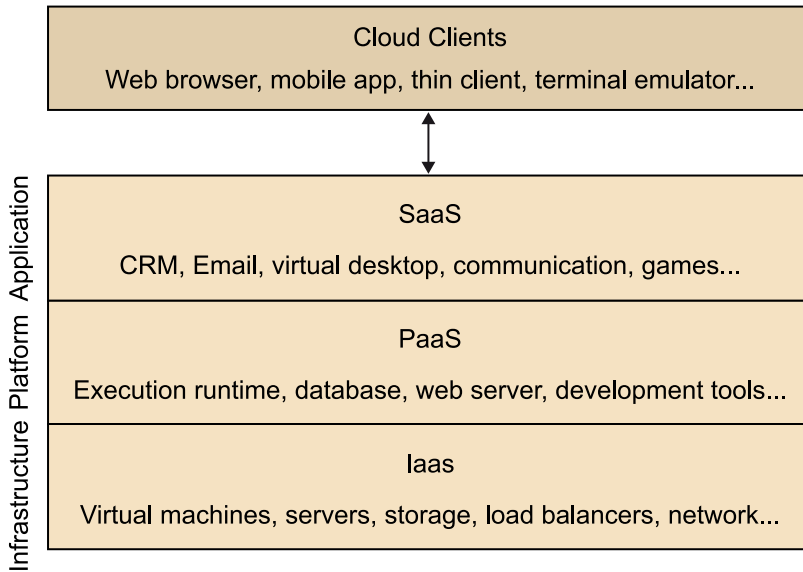 Cloud Clients
Web browser, mobile app, thin client, terminal emulator...
Application
SaaS
CRM, Email, virtual desktop, communication, games...
Platform
PaaS
Execution runtime, database, web server, development tools...
Infrastructure
Iaas
Virtual machines, servers, storage, load balancers, network...